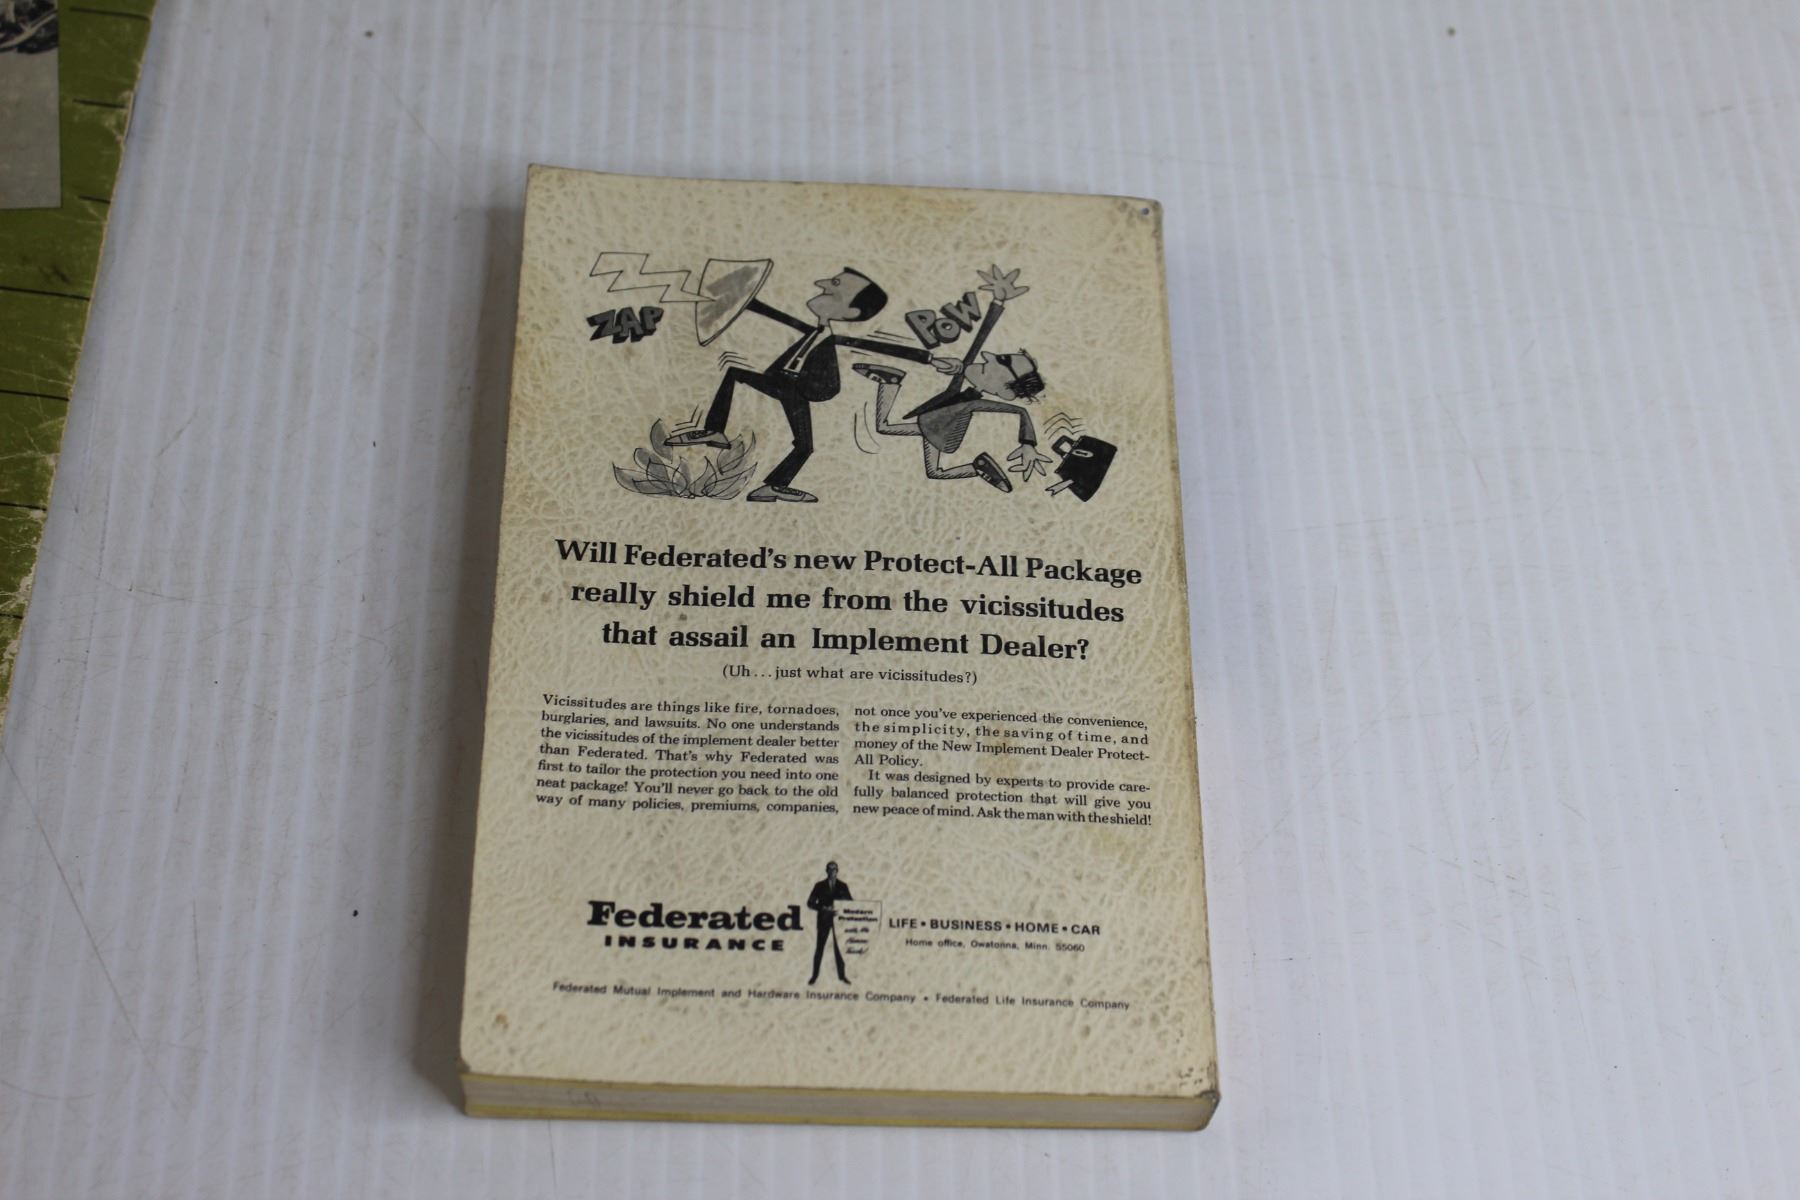 ZAP
POW
Will Federated's new Protect-All Package
really shield me from the vicissitudes
that assail an Implement Dealer?
(Uh...just what are vicissitudes?)
Vicissitudes are things like fire, tornadoes,
burglaries, and lawsuits. No one understands
the vicissitudes of the implement dealer better
than Federated. That's why Federated was
first to tailor the protection you need into one
neat package! You'll never go back to the old
way of many policies, premiums, companies,
not once you've experienced the convenience,
the simplicity, the saving of time, and
money of the New Implement Dealer Protect-
All Policy.
It was designed by experts to provide care-
fully balanced protection that will give you
new peace of mind. Ask the man with the shield!
Federated
INSURANCE
Modern
Protection
with the
LIFE • BUSINESS • HOME • CAR
Home office, Owatonna, Minn. 55060
Federated Mutual Implement and Hardware Insurance Company • Federated Life Insurance Company